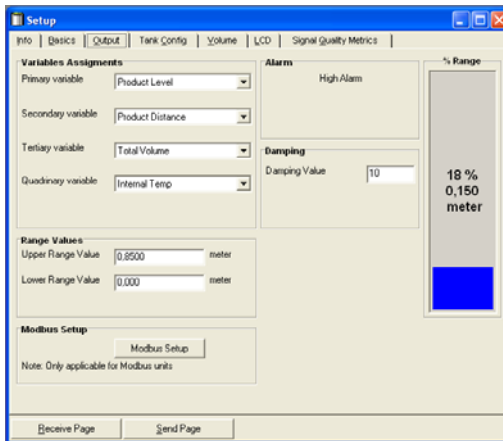 Setup
Info Basics Output Tank Config Volume LCD Signal Quality Metrics
Variables Assigments
Primary variable Product Level
Secondary variable Product Distance
Tertiary variable Total Volume
Quadrinary variable Internal Temp
Range Values
Upper Range Value 0,8500 meter
Lower Range Value 0,000 meter
Modbus Setup
Modbus Setup
Note: Only applicable for Modbus units
Alarm
High Alarm
Damping
Damping Value 10
% Range
18 %
0,150
meter
Receive Page Send Page